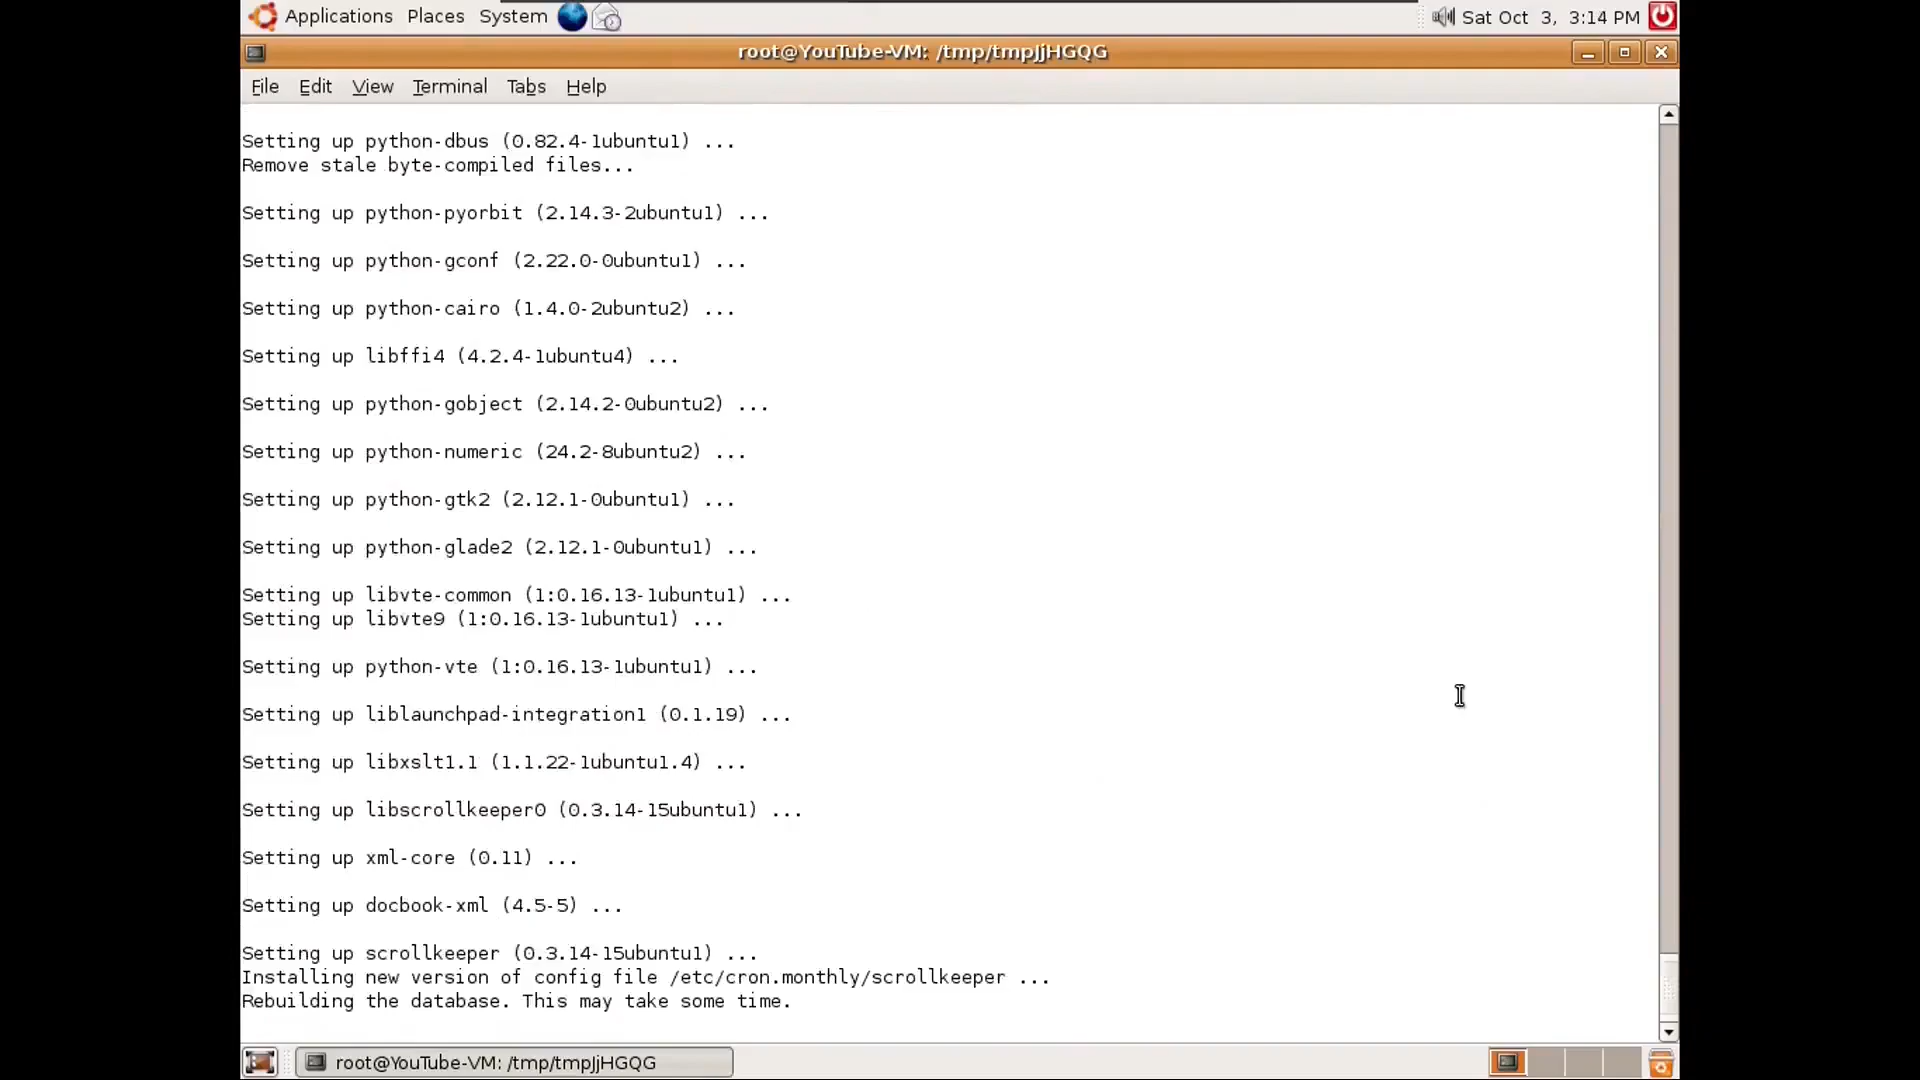 Applications Places System Sat Oct 3, 3:14 PM
root@YouTube-VM: /tmp/tmpJjHGQG
File Edit View Terminal Tabs Help
Setting up python-dbus (0.82.4-1ubuntu1) ...
Remove stale byte-compiled files...
Setting up python-pyorbit (2.14.3-2ubuntu1) ...
Setting up python-gconf (2.22.0-0ubuntu1) ...
Setting up python-cairo (1.4.0-2ubuntu2) ...
Setting up libffi4 (4.2.4-1ubuntu4) ...
Setting up python-gobject (2.14.2-0ubuntu2) ...
Setting up python-numeric (24.2-8ubuntu2) ...
Setting up python-gtk2 (2.12.1-0ubuntu1) ...
Setting up python-glade2 (2.12.1-0ubuntu1) ...
Setting up libvte-common (1:0.16.13-1ubuntu1) ...
Setting up libvte9 (1:0.16.13-1ubuntu1) ...
Setting up python-vte (1:0.16.13-1ubuntu1) ...
Setting up liblaunchpad-integration1 (0.1.19) ...
Setting up libxslt1.1 (1.1.22-1ubuntu1.4) ...
Setting up libscrollkeeper0 (0.3.14-15ubuntu1) ...
Setting up xml-core (0.11) ...
Setting up docbook-xml (4.5-5) ...
Setting up scrollkeeper (0.3.14-15ubuntu1) ...
Installing new version of config file /etc/cron.monthly/scrollkeeper ...
Rebuilding the database. This may take some time.
root@YouTube-VM: /tmp/tmpJjHGQG